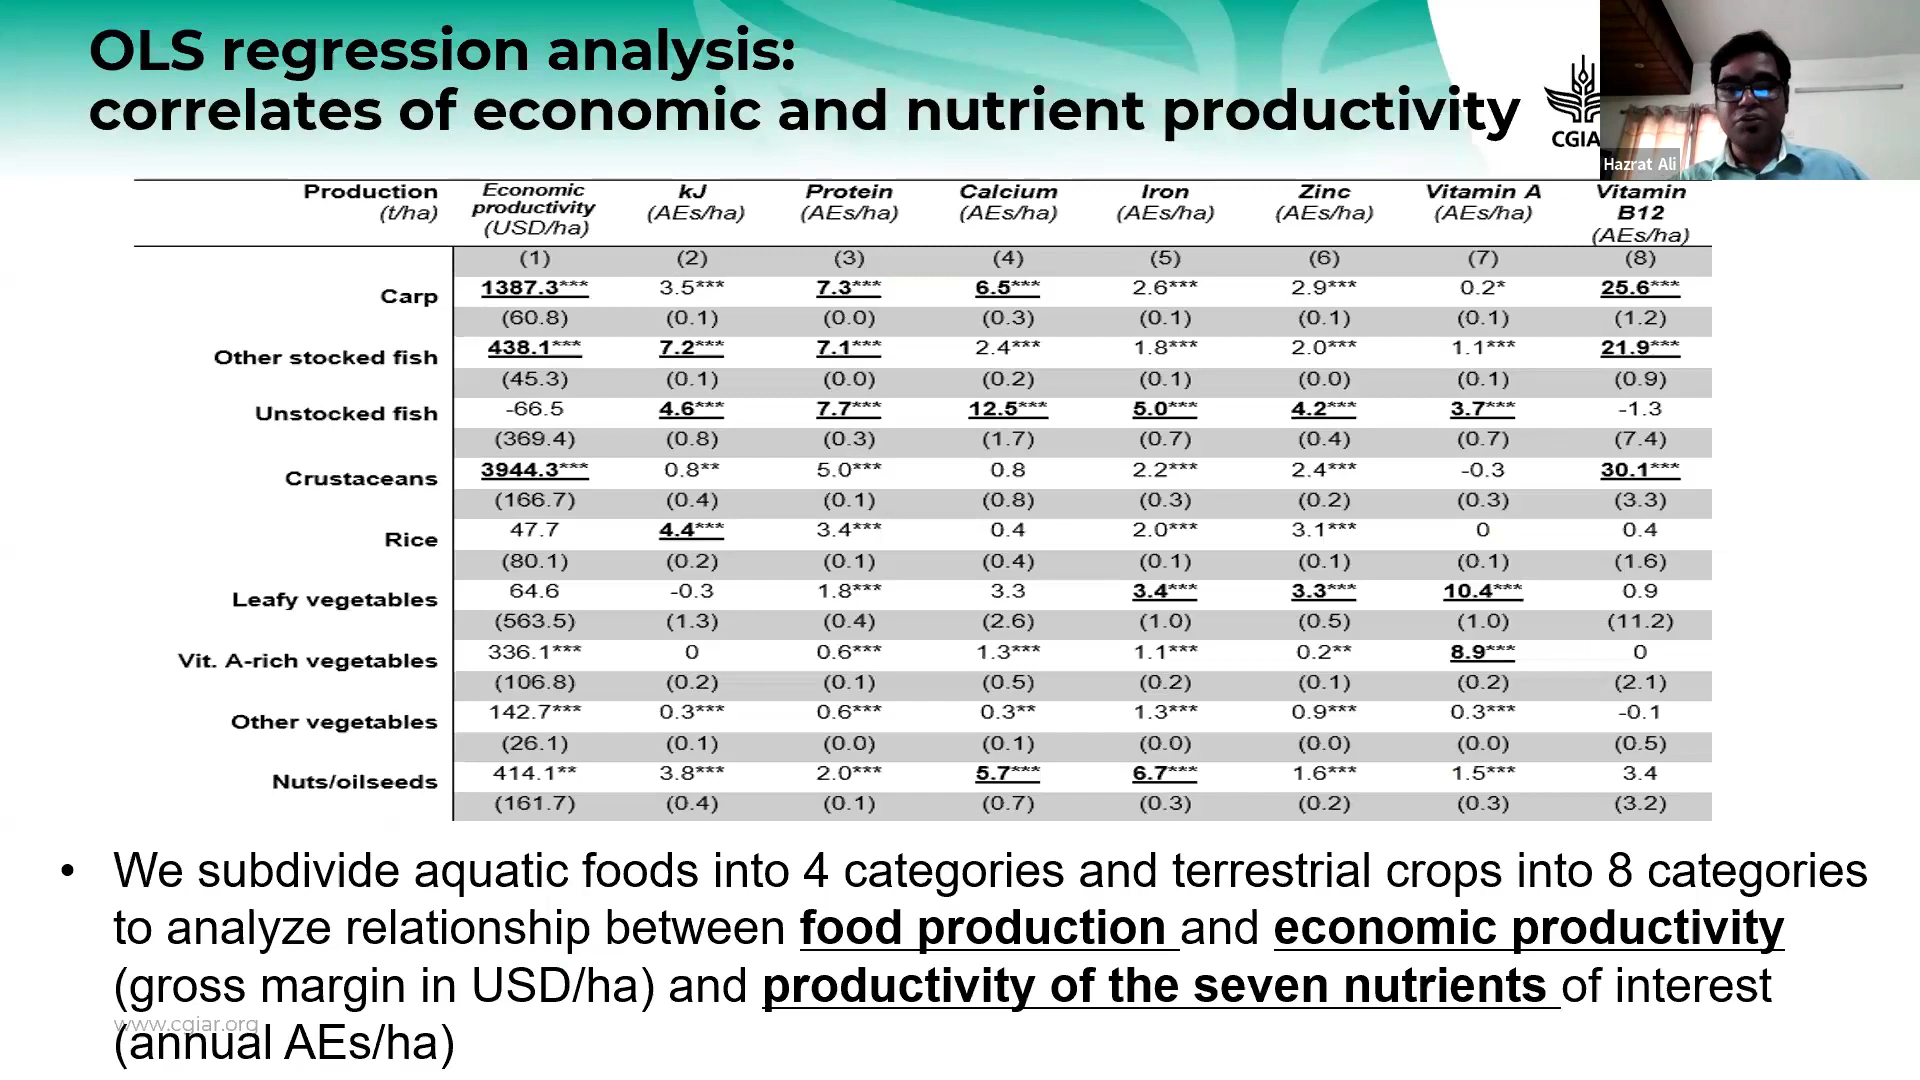 OLS regression analysis:
correlates of economic and nutrient productivity
CGIA
Hazrat Ali
Production (t/ha) Economic productivity (USD/ha) kJ (AEs/ha) Protein (AEs/ha) Calcium (AEs/ha) Iron (AEs/ha) Zinc (AEs/ha) Vitamin A (AEs/ha) Vitamin B12 (AEs/ha)
(1) (2) (3) (4) (5) (6) (7) (8)
Carp 1387.3*** 3.5*** 7.3*** 6.5*** 2.6*** 2.9*** 0.2* 25.6***
(60.8) (0.1) (0.0) (0.3) (0.1) (0.1) (0.1) (1.2)
Other stocked fish 438.1*** 7.2*** 7.1*** 2.4*** 1.8*** 2.0*** 1.1*** 21.9***
(45.3) (0.1) (0.0) (0.2) (0.1) (0.0) (0.1) (0.9)
Unstocked fish -66.5 4.6*** 7.7*** 12.5*** 5.0*** 4.2*** 3.7*** -1.3
(369.4) (0.8) (0.3) (1.7) (0.7) (0.4) (0.7) (7.4)
Crustaceans 3944.3*** 0.8** 5.0*** 0.8 2.2*** 2.4*** -0.3 30.1***
(166.7) (0.4) (0.1) (0.8) (0.3) (0.2) (0.3) (3.3)
Rice 47.7 4.4*** 3.4*** 0.4 2.0*** 3.1*** 0 0.4
(80.1) (0.2) (0.1) (0.4) (0.1) (0.1) (0.1) (1.6)
Leafy vegetables 64.6 -0.3 1.8*** 3.3 3.4*** 3.3*** 10.4*** 0.9
(563.5) (1.3) (0.4) (2.6) (1.0) (0.5) (1.0) (11.2)
Vit. A-rich vegetables 336.1*** 0 0.6*** 1.3*** 1.1*** 0.2** 8.9*** 0
(106.8) (0.2) (0.1) (0.5) (0.2) (0.1) (0.2) (2.1)
Other vegetables 142.7*** 0.3*** 0.6*** 0.3** 1.3*** 0.9*** 0.3*** -0.1
(26.1) (0.1) (0.0) (0.1) (0.0) (0.0) (0.0) (0.5)
Nuts/oilseeds 414.1** 3.8*** 2.0*** 5.7*** 6.7*** 1.6*** 1.5*** 3.4
(161.7) (0.4) (0.1) (0.7) (0.3) (0.2) (0.3) (3.2)
• We subdivide aquatic foods into 4 categories and terrestrial crops into 8 categories
to analyze relationship between food production and economic productivity
(gross margin in USD/ha) and productivity of the seven nutrients of interest
www.cgiar.org
(annual AEs/ha)